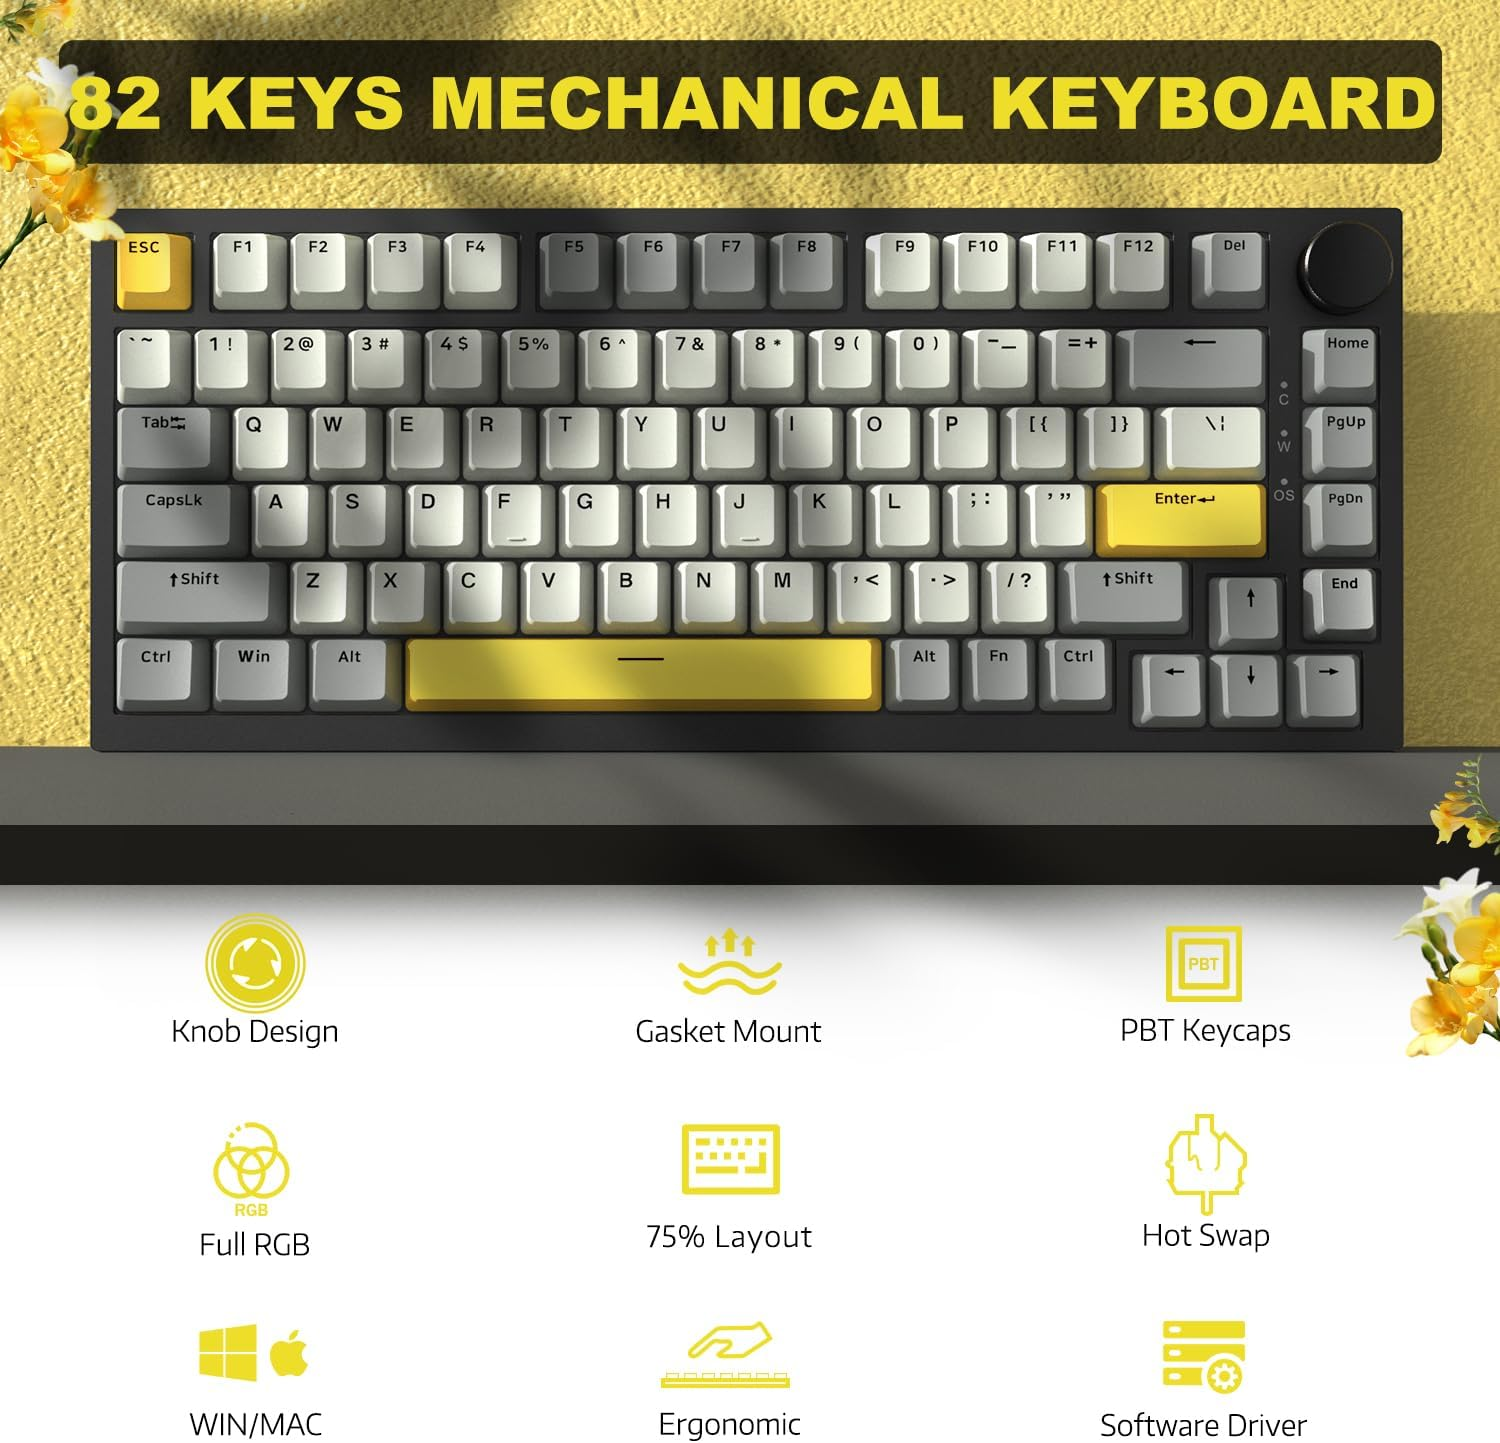 82 KEYS MECHANICAL KEYBOARD
ESC F1 F2 F3 F4 F5 F6 F7 F8 F9 F10 F11 F12 Del
` ~ 1 ! 2 @ 3 # 4 $ 5 % 6 ^ 7 & 8 * 9 ( 0 ) - _ = + ← Home
C
Tab Q W E R T Y U I O P [ { ] } \ ¦ PgUp
W
CapsLk A S D F G H J K L ; : ' " Enter PgDn
OS
↑ Shift Z X C V B N M , < . > / ? ↑ Shift ↑ End
Ctrl Win Alt — Alt Fn Ctrl ← ↓ →
PBT
Knob Design Gasket Mount PBT Keycaps
RGB
Full RGB 75% Layout Hot Swap
WIN/MAC Ergonomic Software Driver